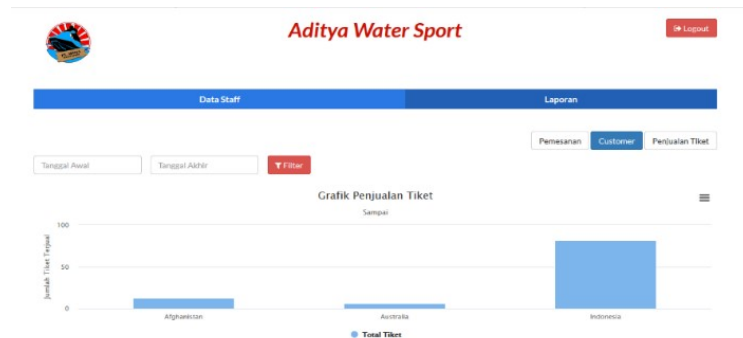 Aditya Water Sport
Logout
Data Staff
Laporan
Pemesanan
Customer
Penjualan Tiket
Tanggal Awal
Tanggal Akhir
Filter
Grafik Penjualan Tiket
Sampai
Jumlah Tiket Terjual
100
50
0
Afghanistan
Australia
Indonesia
Total Tiket